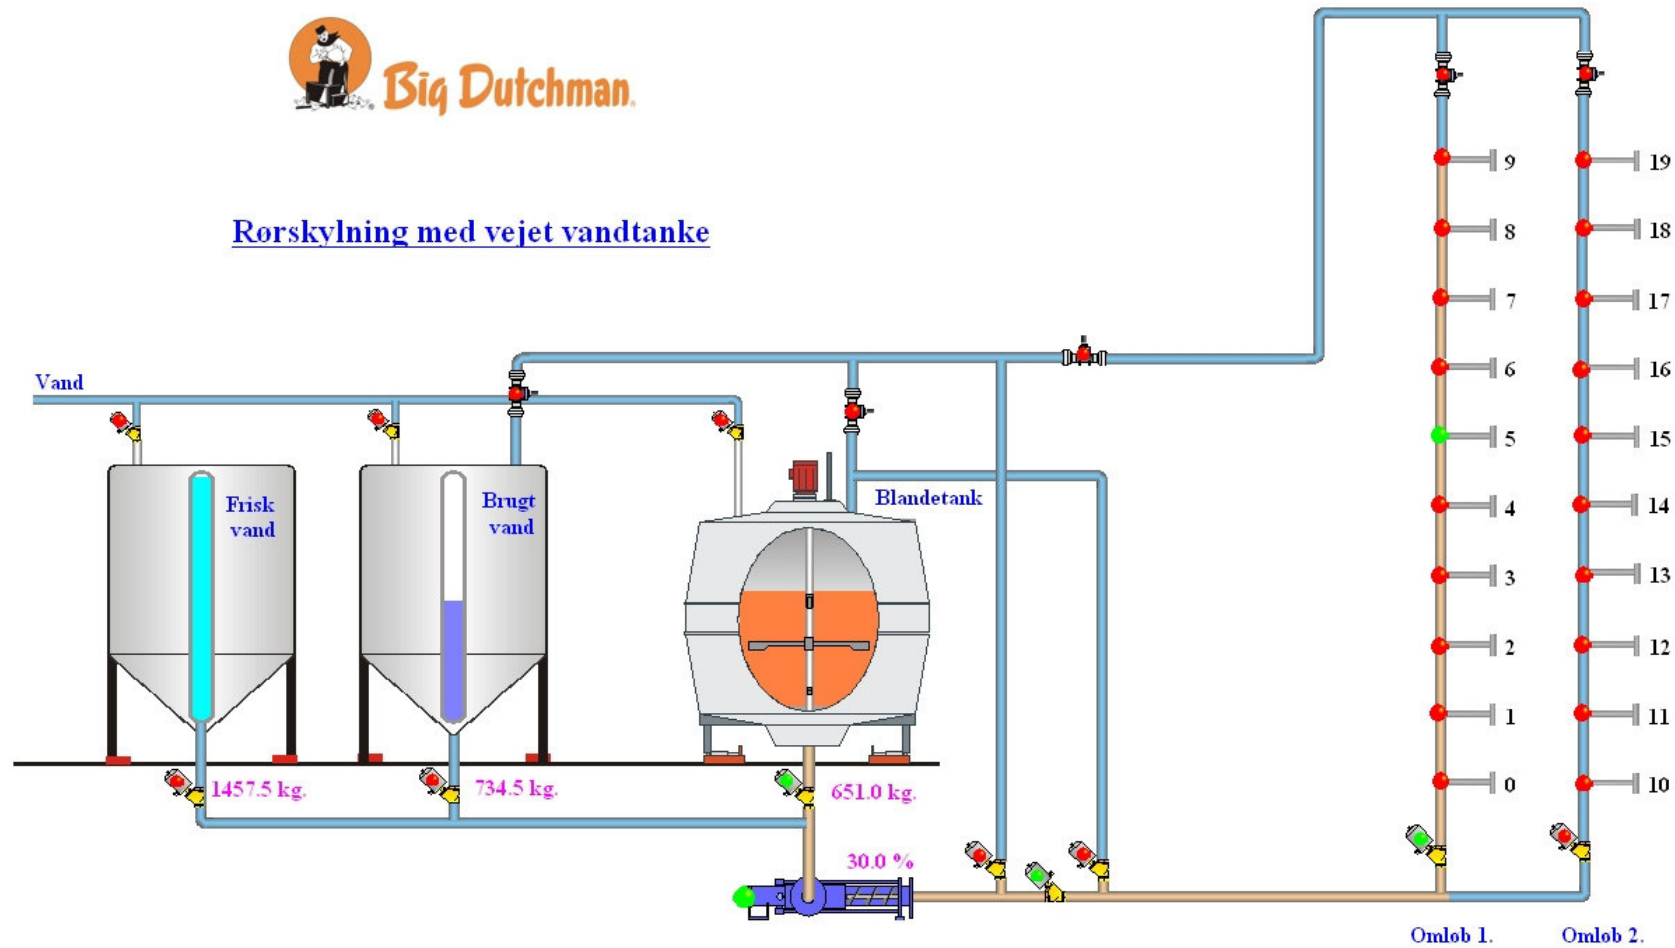 Big Dutchman
Rørskylning med vejet vandtanke
Vand
Frisk
vand
Brugt
vand
Blandetank
1457.5 kg.
734.5 kg.
651.0 kg.
30.0 %
9
8
7
6
5
4
3
2
1
0
19
18
17
16
15
14
13
12
11
10
Omløb 1.
Omløb 2.